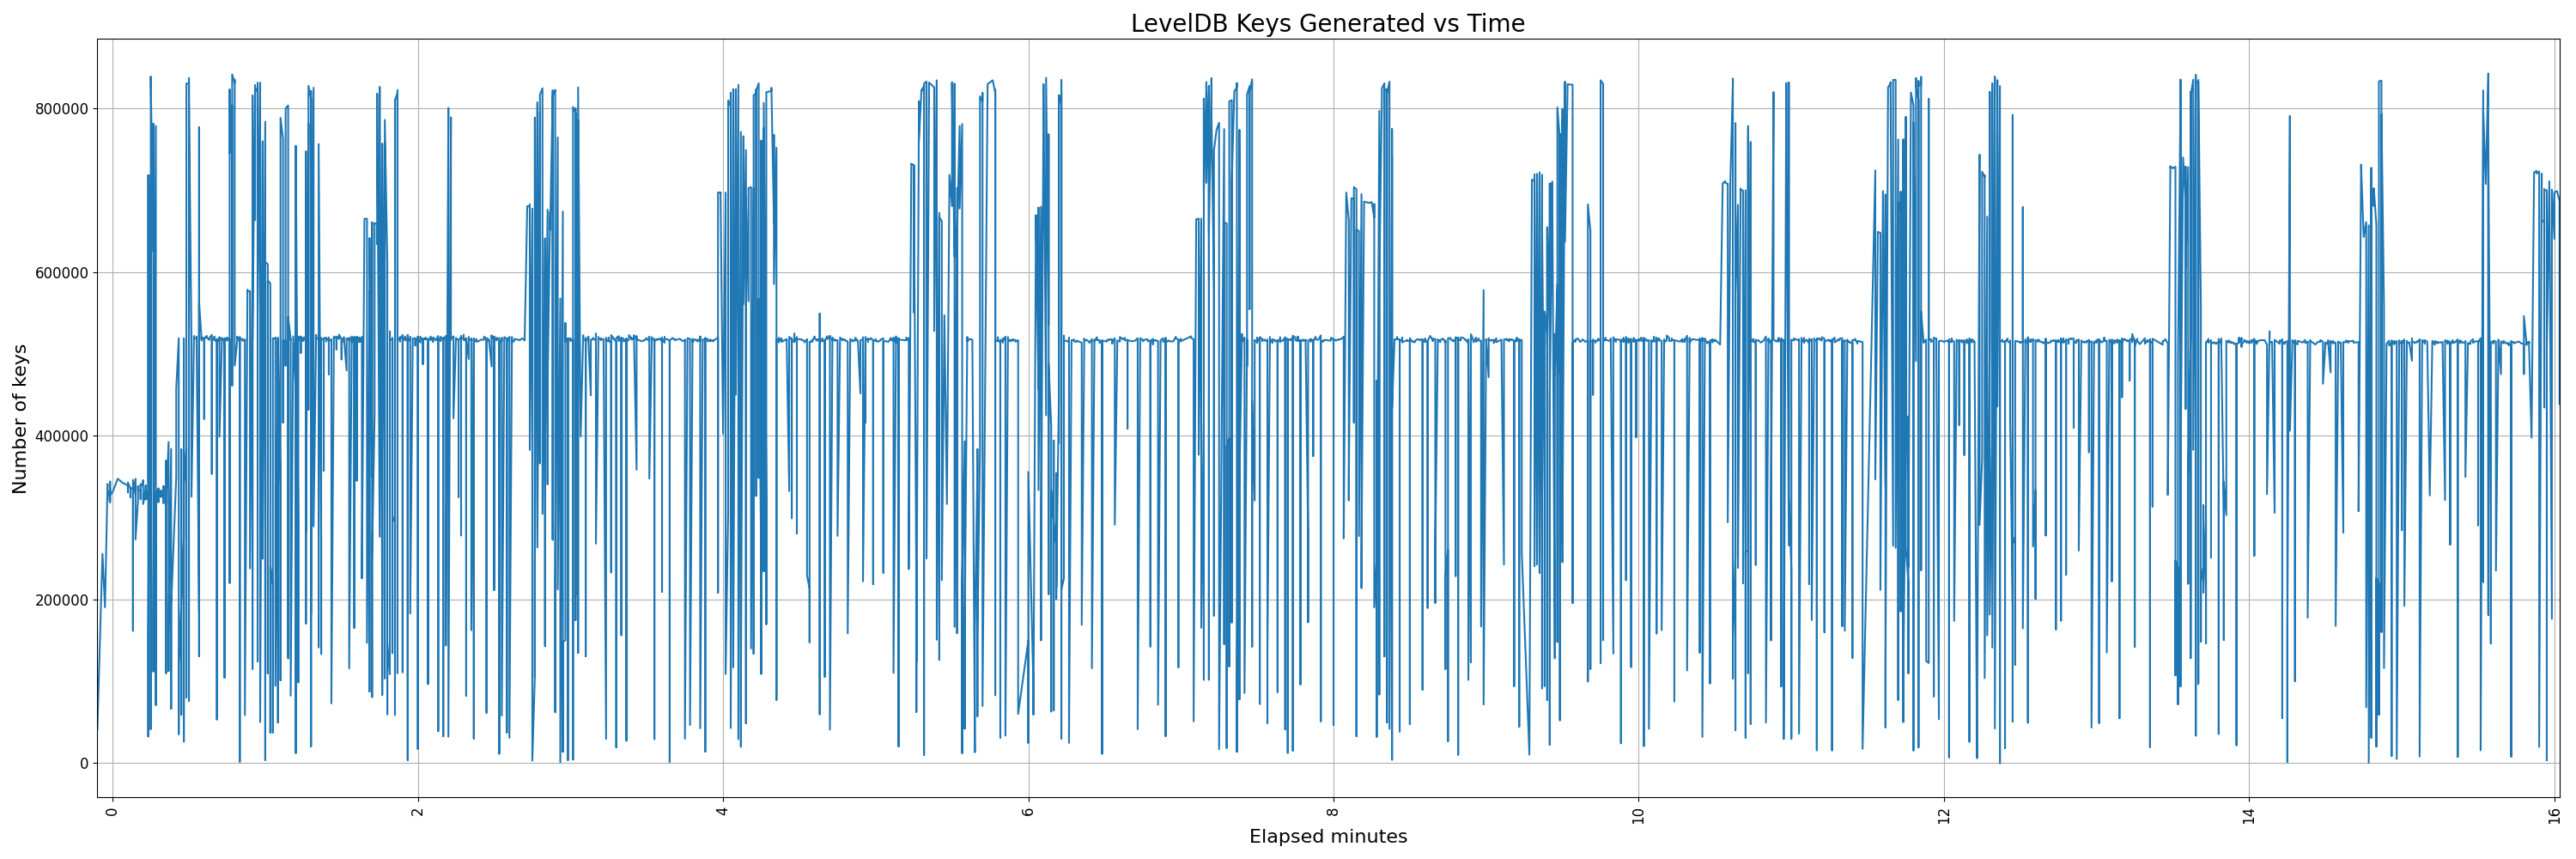 LevelDB Keys Generated vs Time
Number of keys
800000
600000
400000
200000
0
0 2 4 6 8 10 12 14 16
Elapsed minutes